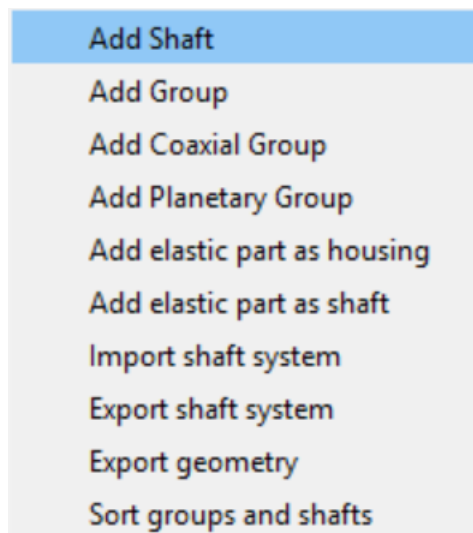 Add Shaft
Add Group
Add Coaxial Group
Add Planetary Group
Add elastic part as housing
Add elastic part as shaft
Import shaft system
Export shaft system
Export geometry
Sort groups and shafts